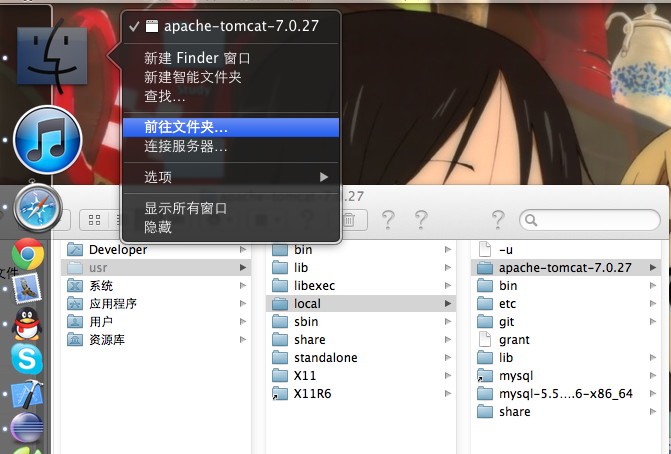 ✓ apache-tomcat-7.0.27
新建 Finder 窗口
新建智能文件夹
查找...
前往文件夹...
连接服务器...
选项
显示所有窗口
隐藏
Study
.27
文件
Developer
usr
系统
应用程序
用户
资源库
bin
lib
libexec
local
sbin
share
standalone
X11
X11R6
-u
apache-tomcat-7.0.27
bin
etc
git
grant
lib
mysql
mysql-5.5....6-x86_64
share